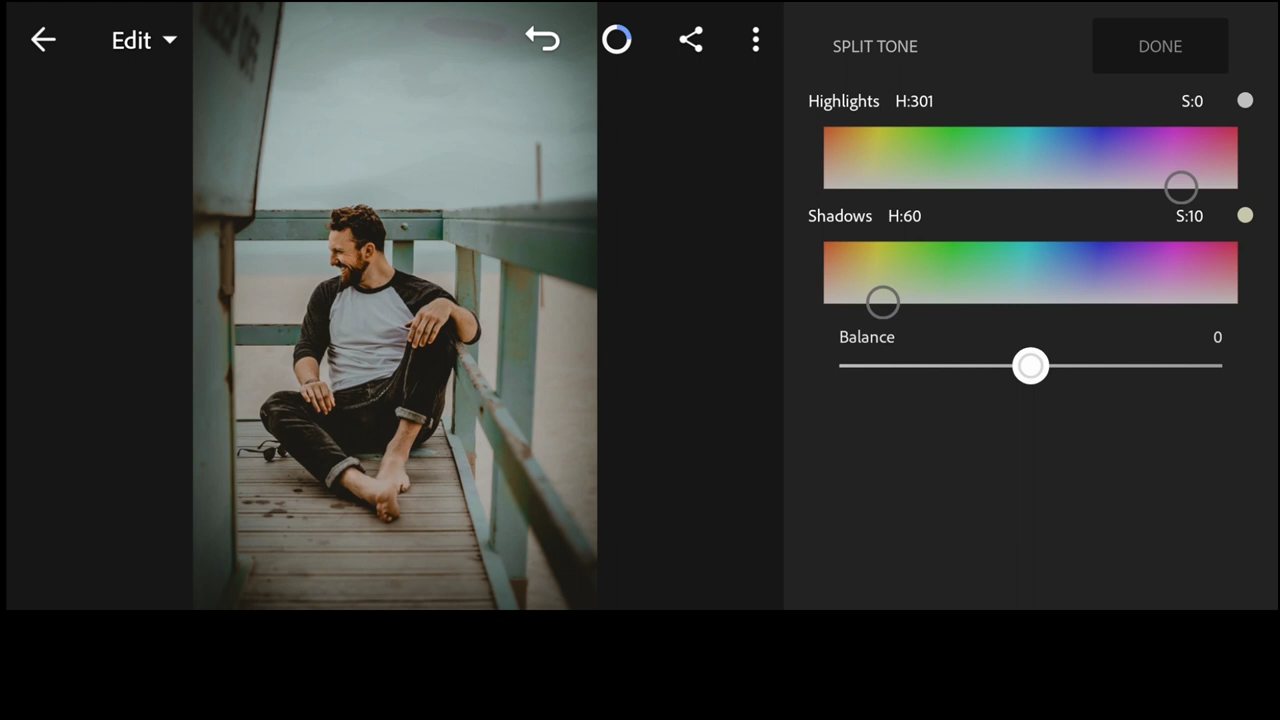 Edit
SPLIT TONE
DONE
Highlights H:301 S:0
Shadows H:60 S:10
Balance 0